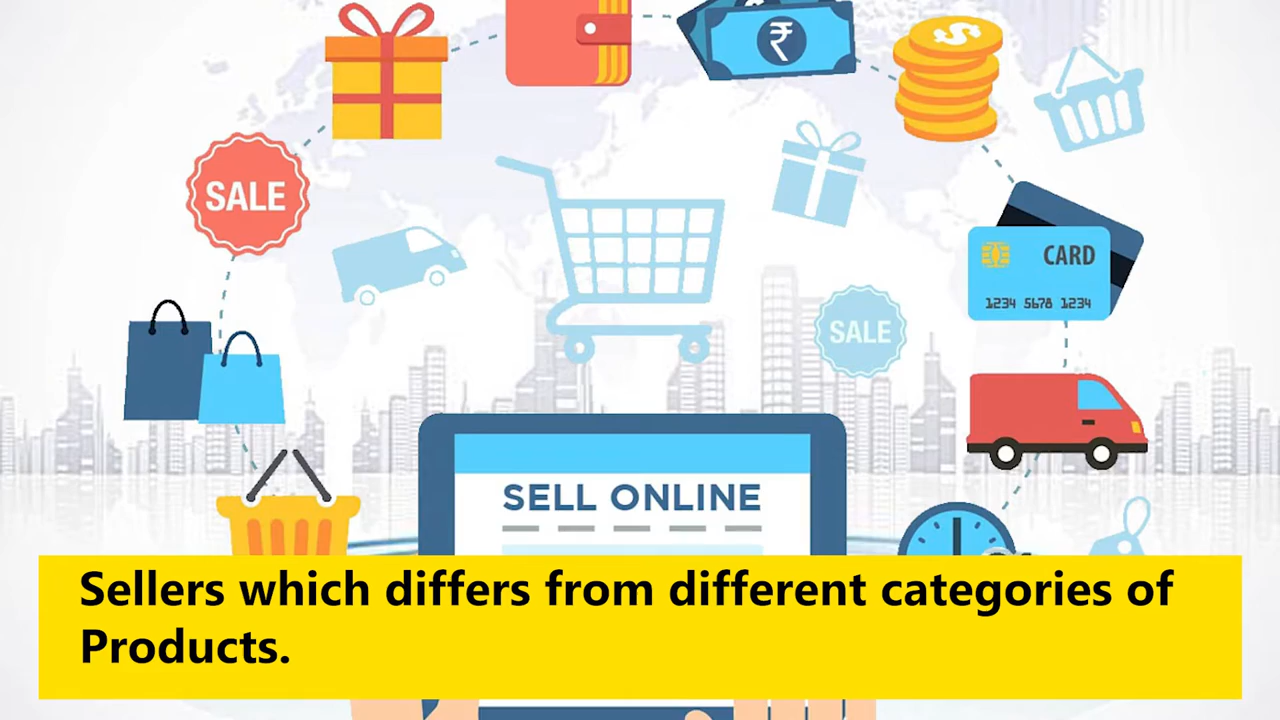 ₹
$
SALE
CARD
1234 5678 1234
SALE
SELL ONLINE
Sellers which differs from different categories of
Products.